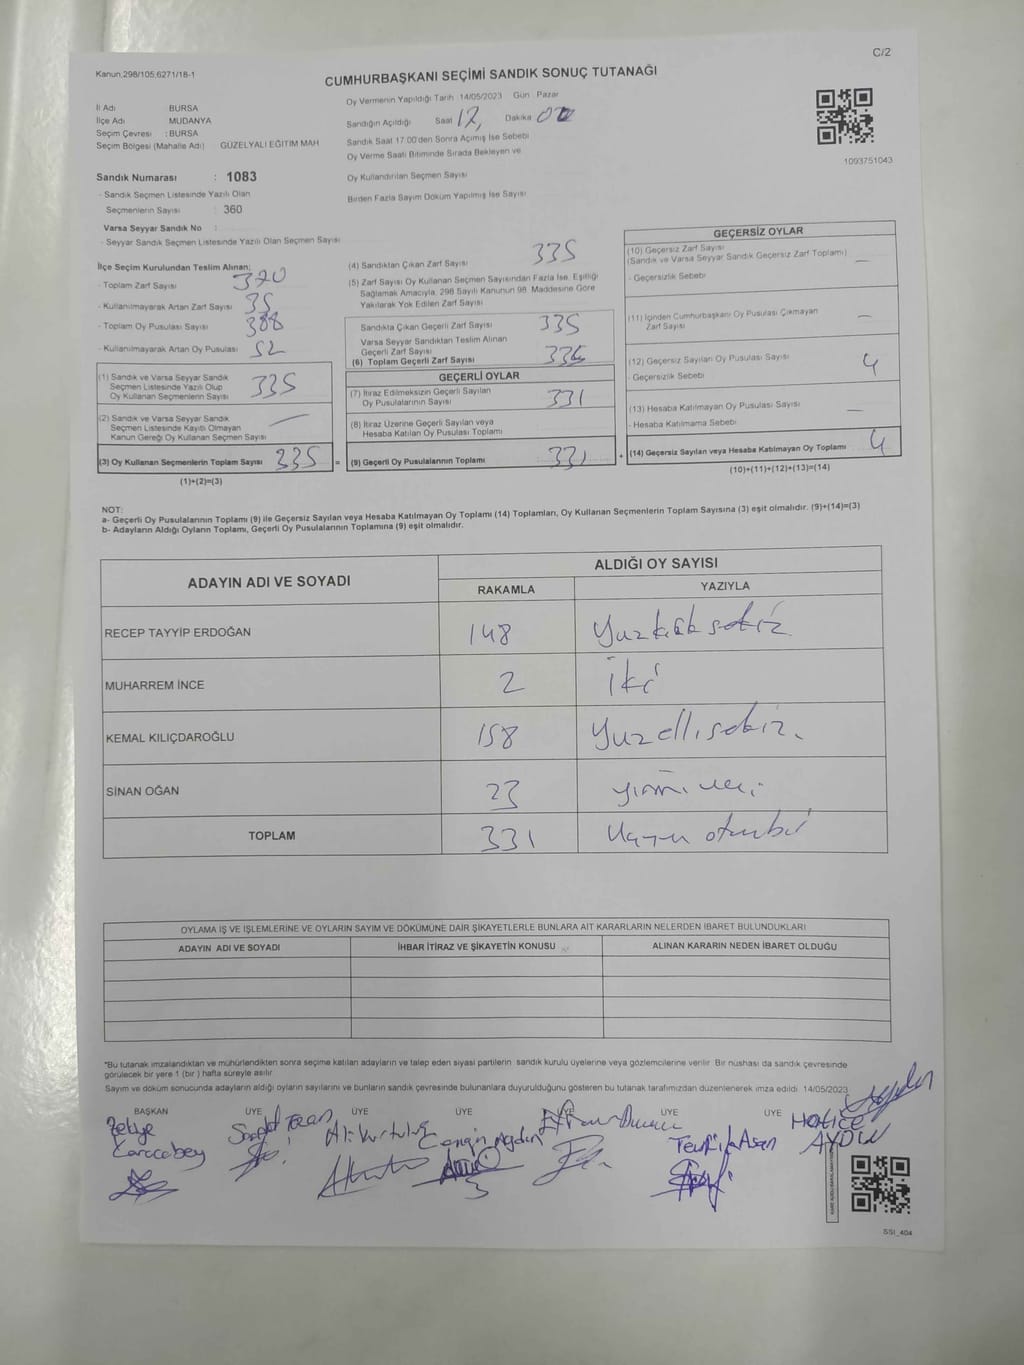 C/2
Kanun,298/105,6271/18-1
CUMHURBAŞKANI SEÇİMİ SANDIK SONUÇ TUTANAĞI
İl Adı BURSA
İlçe Adı MUDANYA
Seçim Çevresi : BURSA
Seçim Bölgesi (Mahalle Adı) GÜZELYALI EĞİTİM MAH
Oy Vermenin Yapıldığı Tarih :14/05/2023 Gün : Pazar
Sandığın Açıldığı Saat 17, Dakika
Sandık Saat 17:00'den Sonra Açımış İse Sebebi
Oy Verme Saati Bitiminde Sırada Bekleyen ve
Oy Kullandırılan Seçmen Sayısı
Birden Fazla Sayım Döküm Yapılmış İse Sayısı
1003751043
Sandık Numarası : 1083
- Sandık Seçmen Listesinde Yazılı Olan
Seçmenlerin Sayısı : 360
Varsa Seyyar Sandık No :
- Seyyar Sandık Seçmen Listesinde Yazılı Olan Seçmen Sayısı
İlçe Seçim Kurulundan Teslim Alınan;
- Toplam Zarf Sayısı 370
- Kullanılmayarak Artan Zarf Sayısı 35
- Toplam Oy Pusulası Sayısı 388
- Kullanılmayarak Artan Oy Pusulası 52
(1) Sandık ve Varsa Seyyar Sandık
Seçmen Listesinde Yazılı Olup
Oy Kullanan Seçmenlerin Sayısı 335
(2) Sandık ve Varsa Seyyar Sandık
Seçmen Listesinde Kayıtlı Olmayan
Kanun Gereği Oy Kullanan Seçmen Sayısı —
(3) Oy Kullanan Seçmenlerin Toplam Sayısı 335 =
(1)+(2)=(3)
(4) Sandıktan Çıkan Zarf Sayısı 335
(5) Zarf Sayısı Oy Kullanan Seçmen Sayısından Fazla İse, Eşitliği
Sağlamak Amacıyla, 298 Sayılı Kanunun 98. Maddesine Göre
Yakılarak Yok Edilen Zarf Sayısı
Sandıkta Çıkan Geçerli Zarf Sayısı 335
Varsa Seyyar Sandıktan Teslim Alınan
Geçerli Zarf Sayısı
(6) Toplam Geçerli Zarf Sayısı
GEÇERLİ OYLAR
(7) İtiraz Edilmeksizin Geçerli Sayılan
Oy Pusulalarının Sayısı 331
(8) İtiraz Üzerine Geçerli Sayılan veya
Hesaba Katılan Oy Pusulası Toplamı
(9) Geçerli Oy Pusulalarının Toplamı 331 +
GEÇERSİZ OYLAR
(10) Geçersiz Zarf Sayısı
(Sandık ve Varsa Seyyar Sandık Geçersiz Zarf Toplamı) —
- Geçersizlik Sebebi
(11) İçinden Cumhurbaşkanı Oy Pusulası Çıkmayan
Zarf Sayısı —
(12) Geçersiz Sayılan Oy Pusulası Sayısı 4
- Geçersizlik Sebebi
(13) Hesaba Katılmayan Oy Pusulası Sayısı —
- Hesaba Katılmama Sebebi
(14) Geçersiz Sayılan veya Hesaba Katılmayan Oy Toplamı 4
(10)+(11)+(12)+(13)=(14)
NOT:
a- Geçerli Oy Pusulalarının Toplamı (9) ile Geçersiz Sayılan veya Hesaba Katılmayan Oy Toplamı (14) Toplamları, Oy Kullanan Seçmenlerin Toplam Sayısına (3) eşit olmalıdır. (9)+(14)=(3)
b- Adayların Aldığı Oyların Toplamı, Geçerli Oy Pusulalarının Toplamına (9) eşit olmalıdır.
ADAYIN ADI VE SOYADI
ALDIĞI OY SAYISI
RAKAMLA YAZIYLA
RECEP TAYYİP ERDOĞAN 148 Yuzkırk sekiz
MUHARREM İNCE 2 iki
KEMAL KILIÇDAROĞLU 158 Yuz elli sekiz.
SİNAN OĞAN 23
TOPLAM 331 otuzbir
OYLAMA İŞ VE İŞLEMLERİNE VE OYLARIN SAYIM VE DÖKÜMÜNE DAİR ŞİKAYETLERLE BUNLARA AİT KARARLARIN NELERDEN İBARET BULUNDUKLARI
ADAYIN ADI VE SOYADI İHBAR İTİRAZ VE ŞİKAYETİN KONUSU ALINAN KARARIN NEDEN İBARET OLDUĞU
*Bu tutanak imzalandıktan ve mühürlendikten sonra seçime katılan adayların ve talep eden siyasi partilerin sandık kurulu üyelerine veya gözlemcilerine verilir. Bir nüshası da sandık çevresinde
görülecek bir yere 1 (bir ) hafta süreyle asılır.
Sayım ve döküm sonucunda adayların aldığı oyların sayılarını ve bunların sandık çevresinde bulunanlara duyurulduğunu gösteren bu tutanak tarafımızdan düzenlenerek imza edildi. 14/05/2023
BAŞKAN ÜYE ÜYE ÜYE ÜYE ÜYE ÜYE
Zekiye
Karacabey
Ali Kurtuluş
Cengin Aydın
Tevfik Asan
HATİCE
AYDIN
SSI_404